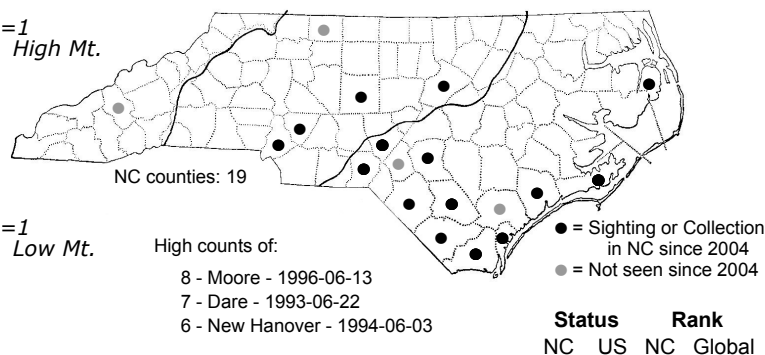 =1
High Mt.
NC counties: 19
=1
Low Mt.
High counts of:
8 - Moore - 1996-06-13
7 - Dare - 1993-06-22
6 - New Hanover - 1994-06-03
= Sighting or Collection
in NC since 2004
= Not seen since 2004
Status Rank
NC US NC Global